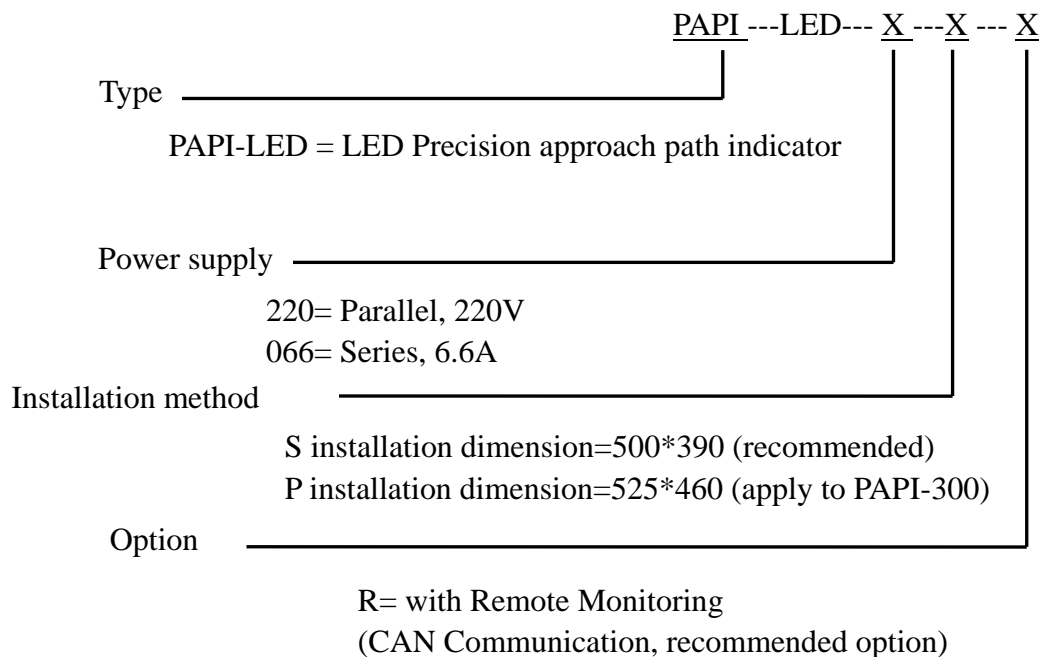 PAPI ---LED--- X ---X --- X
Type
PAPI-LED = LED Precision approach path indicator
Power supply
220= Parallel, 220V
066= Series, 6.6A
Installation method
S installation dimension=500*390 (recommended)
P installation dimension=525*460 (apply to PAPI-300)
Option
R= with Remote Monitoring
(CAN Communication, recommended option)